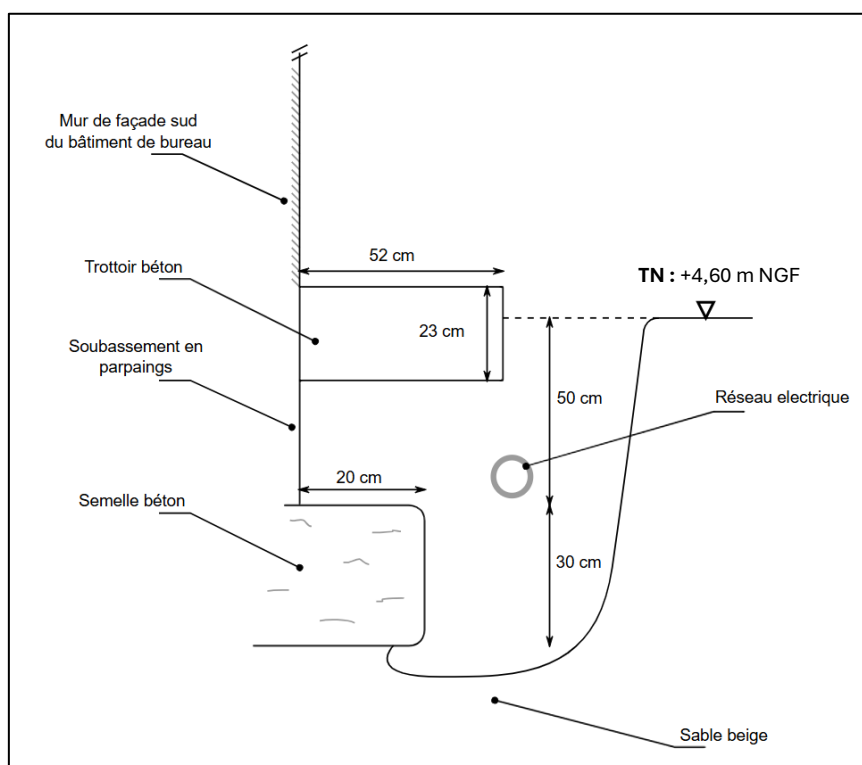 Mur de façade sud
du bâtiment de bureau
52 cm
TN : +4,60 m NGF
Trottoir béton
23 cm
Soubassement en
parpaings
50 cm
Réseau electrique
20 cm
Semelle béton
30 cm
Sable beige